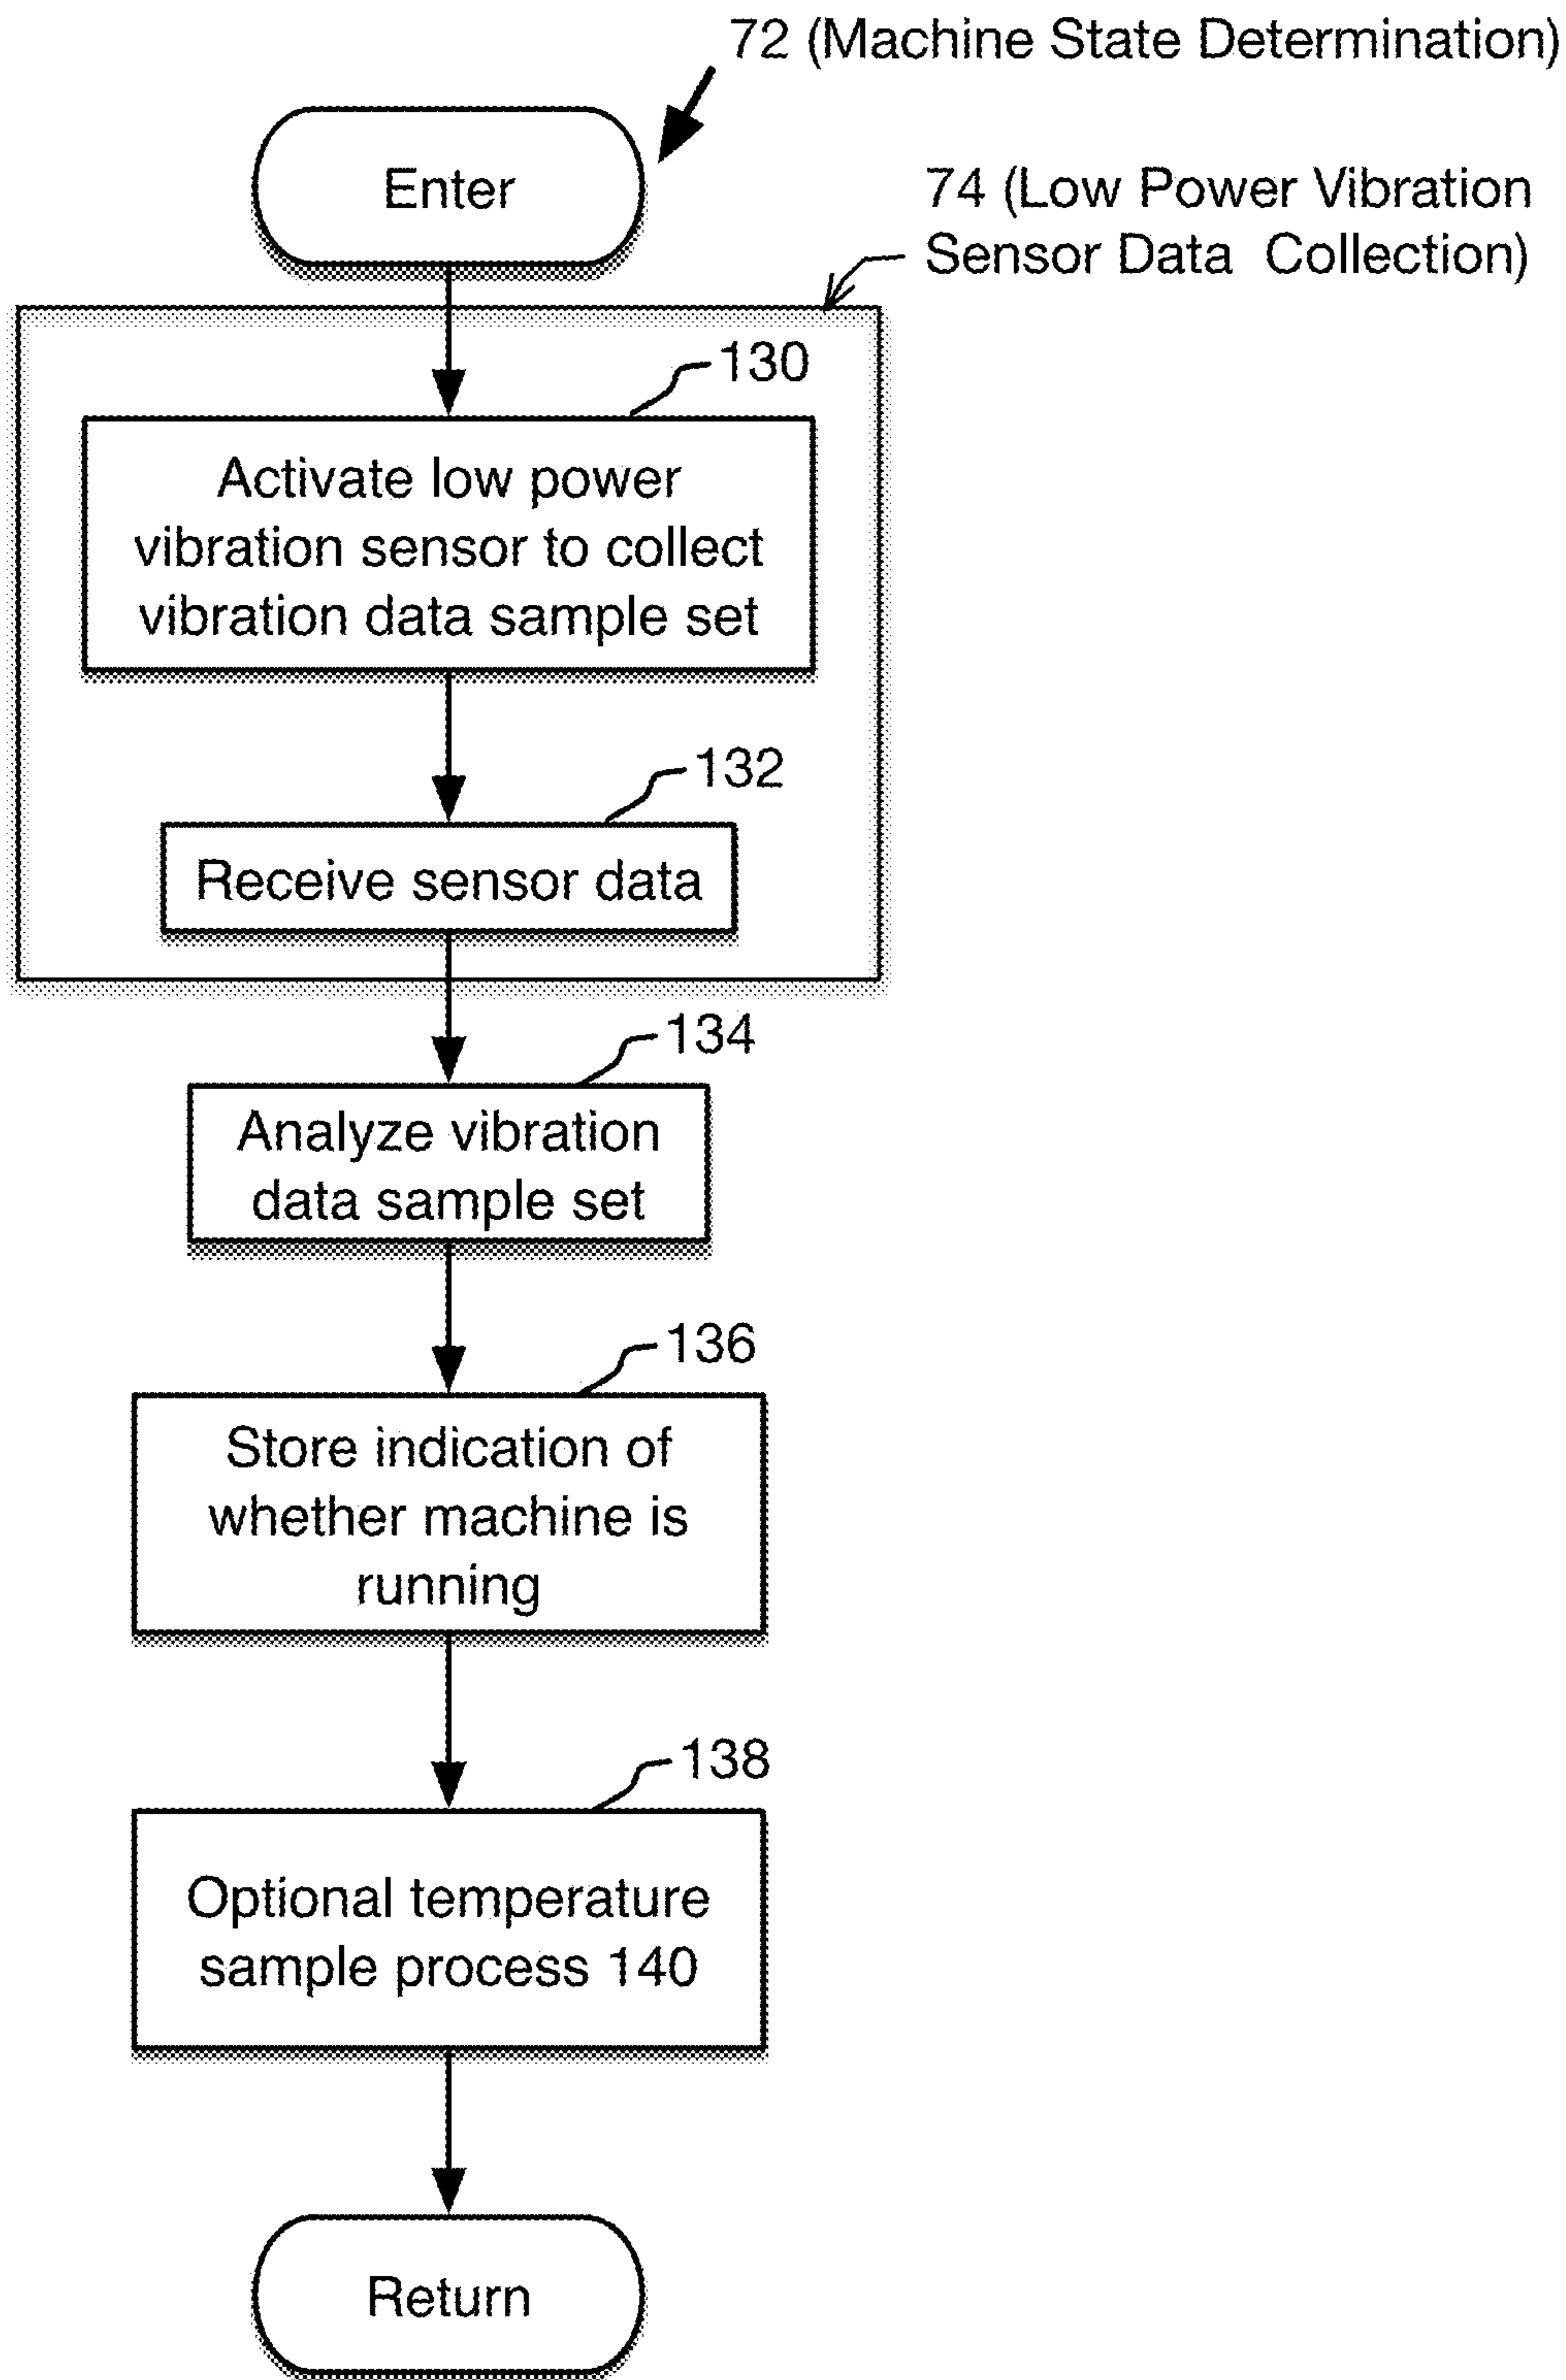 72 (Machine State Determination)
Enter
74 (Low Power Vibration
Sensor Data Collection)
130
Activate low power
vibration sensor to collect
vibration data sample set
132
Receive sensor data
134
Analyze vibration
data sample set
136
Store indication of
whether machine is
running
138
Optional temperature
sample process 140
Return